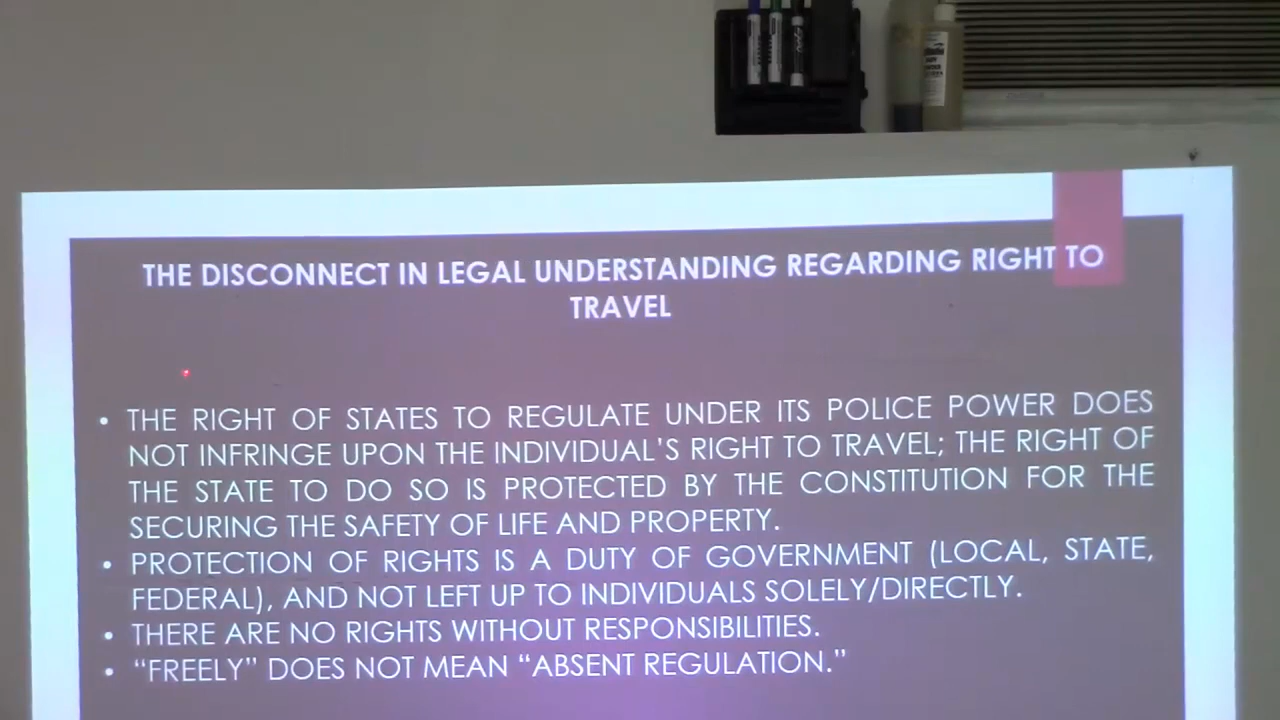 THE DISCONNECT IN LEGAL UNDERSTANDING REGARDING RIGHT TO
TRAVEL
• THE RIGHT OF STATES TO REGULATE UNDER ITS POLICE POWER DOES
NOT INFRINGE UPON THE INDIVIDUAL'S RIGHT TO TRAVEL; THE RIGHT OF
THE STATE TO DO SO IS PROTECTED BY THE CONSTITUTION FOR THE
SECURING THE SAFETY OF LIFE AND PROPERTY.
• PROTECTION OF RIGHTS IS A DUTY OF GOVERNMENT (LOCAL, STATE,
FEDERAL), AND NOT LEFT UP TO INDIVIDUALS SOLELY/DIRECTLY.
• THERE ARE NO RIGHTS WITHOUT RESPONSIBILITIES.
• “FREELY” DOES NOT MEAN “ABSENT REGULATION.”